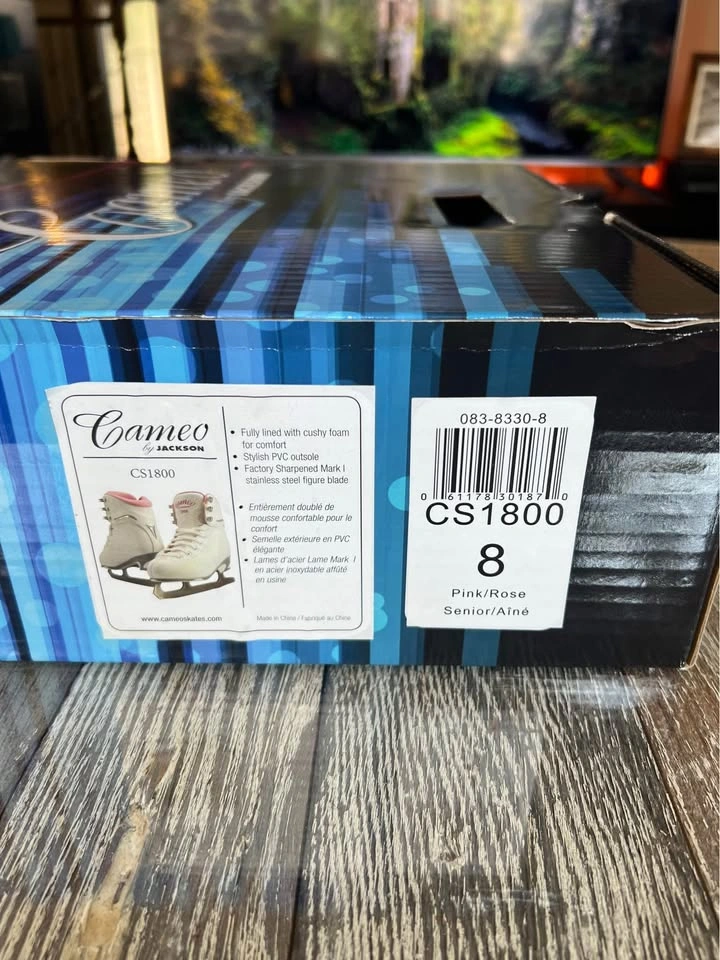 Cameo
by JACKSON
CS1800
• Fully lined with cushy foam
for comfort
• Stylish PVC outsole
• Factory Sharpened Mark I
stainless steel figure blade
• Entièrement doublé de
mousse confortable pour le
confort
• Semelle extérieure en PVC
élégante
• Lames d'acier Lame Mark I
en acier inoxydable affûté
en usine
www.cameoskates.com
Made in China / Fabriqué au Chine
083-8330-8
0 61178 30187 0
CS1800
8
Pink/Rose
Senior/Aîné